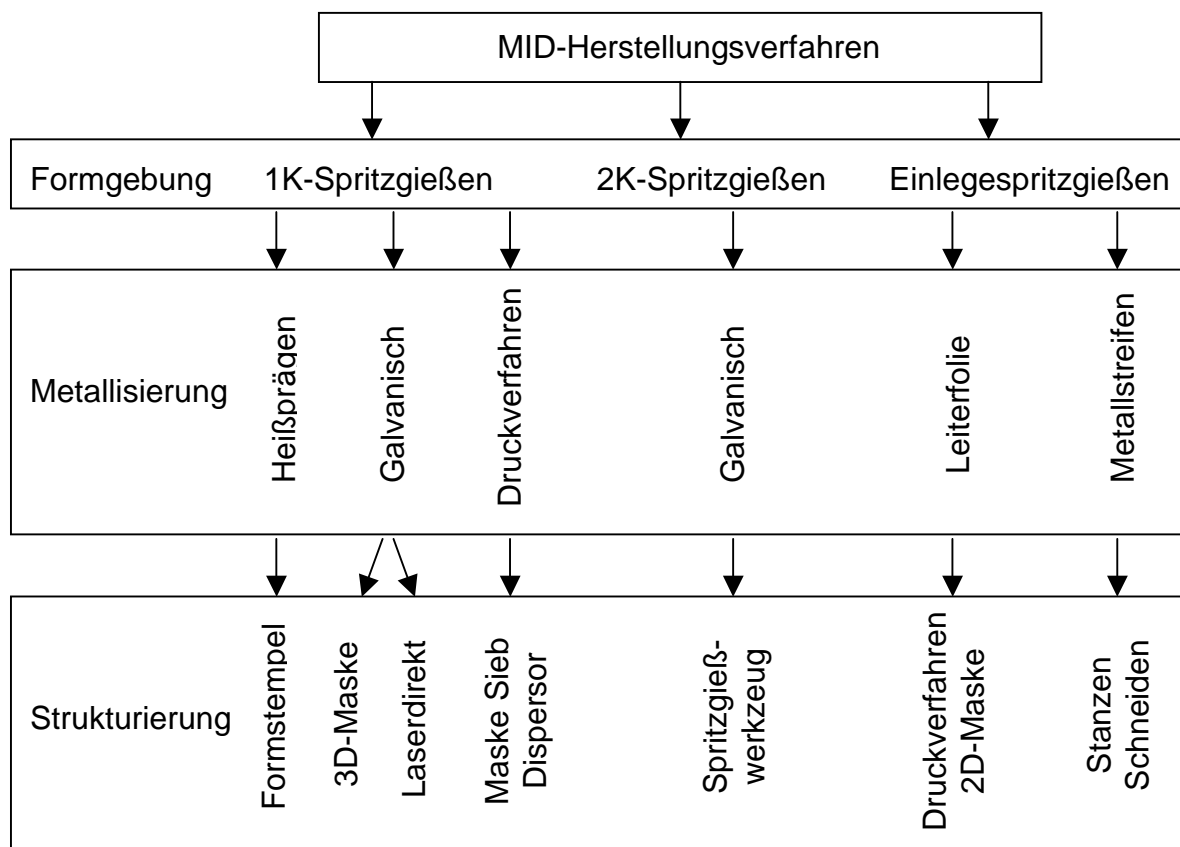 MID-Herstellungsverfahren
Formgebung 1K-Spritzgießen 2K-Spritzgießen Einlegespritzgießen
Metallisierung
Heißprägen
Galvanisch
Druckverfahren
Galvanisch
Leiterfolie
Metallstreifen
Strukturierung
Formstempel
3D-Maske
Laserdirekt
Maske Sieb
Dispersor
Spritzgieß-
werkzeug
Druckverfahren
2D-Maske
Stanzen
Schneiden